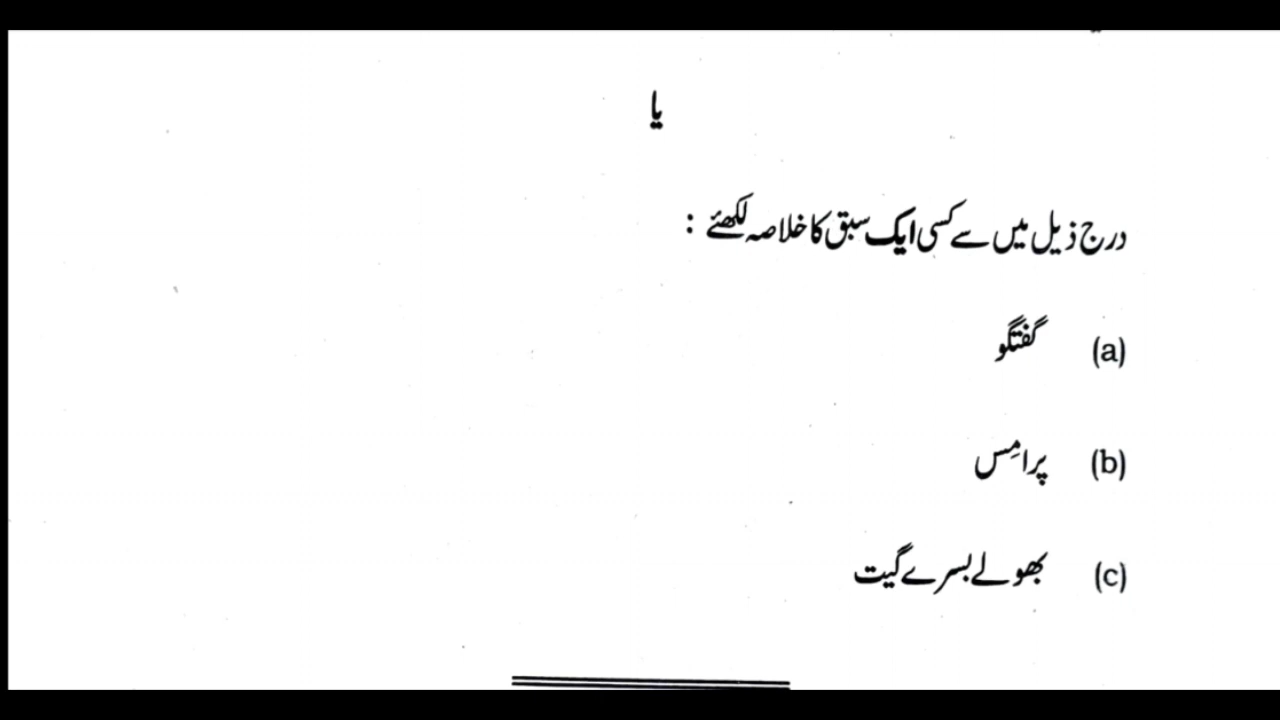 یا
درج ذیل میں سے کسی ایک سبق کا خلاصہ لکھئے :
(a) گفتگو
(b) پرامِس
(c) بھولے بسرے گیت